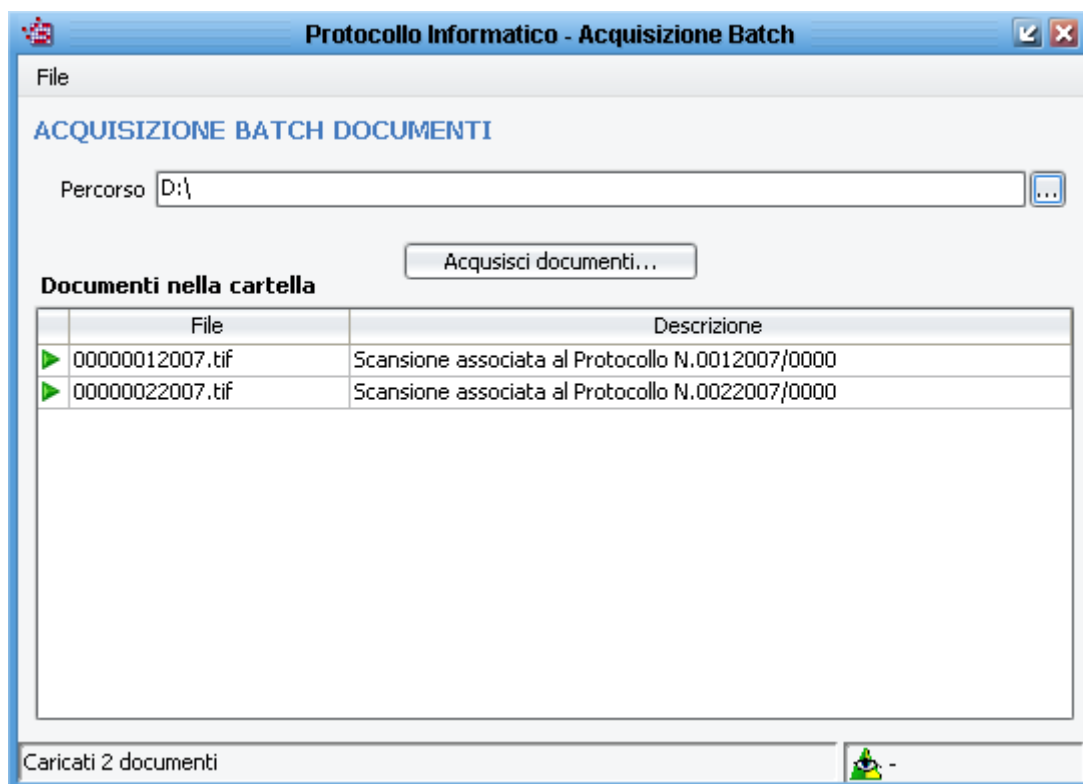 Protocollo Informatico - Acquisizione Batch
File
ACQUISIZIONE BATCH DOCUMENTI
Percorso D:\ ...
Acqusisci documenti...
Documenti nella cartella
File Descrizione
00000012007.tif Scansione associata al Protocollo N.0012007/0000
00000022007.tif Scansione associata al Protocollo N.0022007/0000
Caricati 2 documenti -